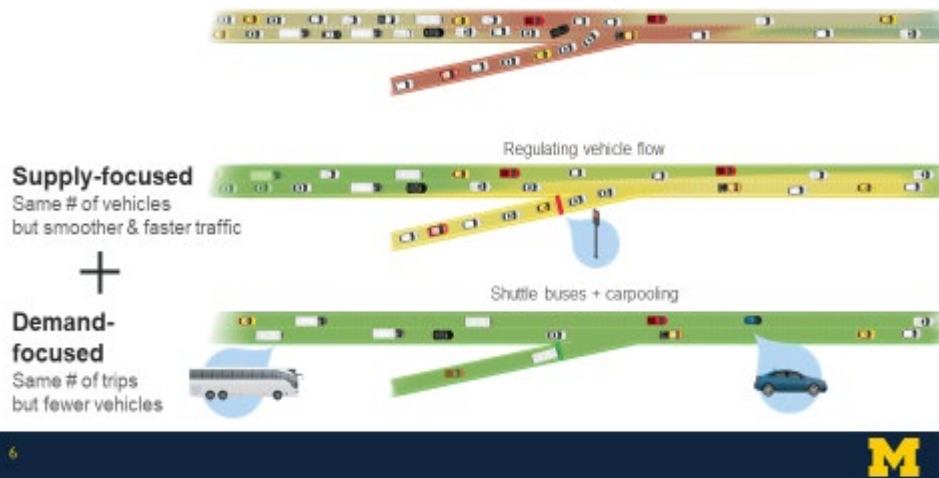 Regulating vehicle flow
Supply-focused
Same # of vehicles
but smoother & faster traffic
+
Shuttle buses + carpooling
Demand-
focused
Same # of trips
but fewer vehicles
6
M